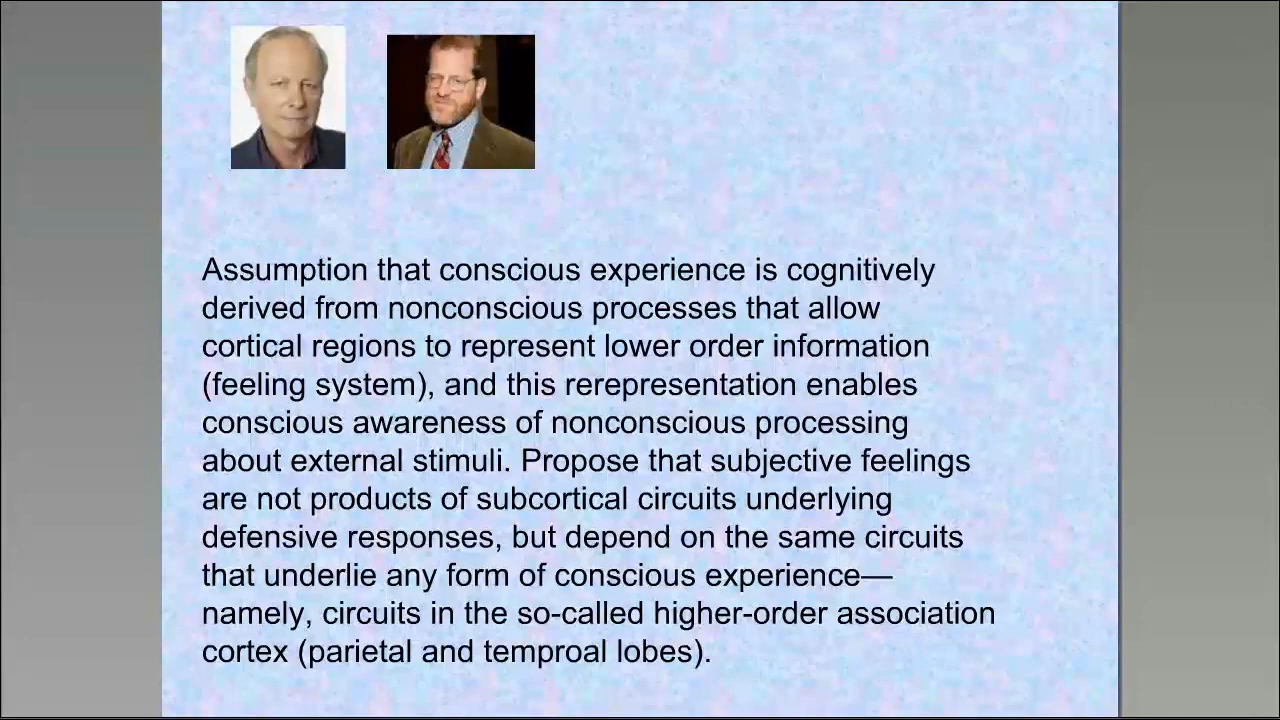 Assumption that conscious experience is cognitively
derived from nonconscious processes that allow
cortical regions to represent lower order information
(feeling system), and this rerepresentation enables
conscious awareness of nonconscious processing
about external stimuli. Propose that subjective feelings
are not products of subcortical circuits underlying
defensive responses, but depend on the same circuits
that underlie any form of conscious experience—
namely, circuits in the so-called higher-order association
cortex (parietal and temproal lobes).